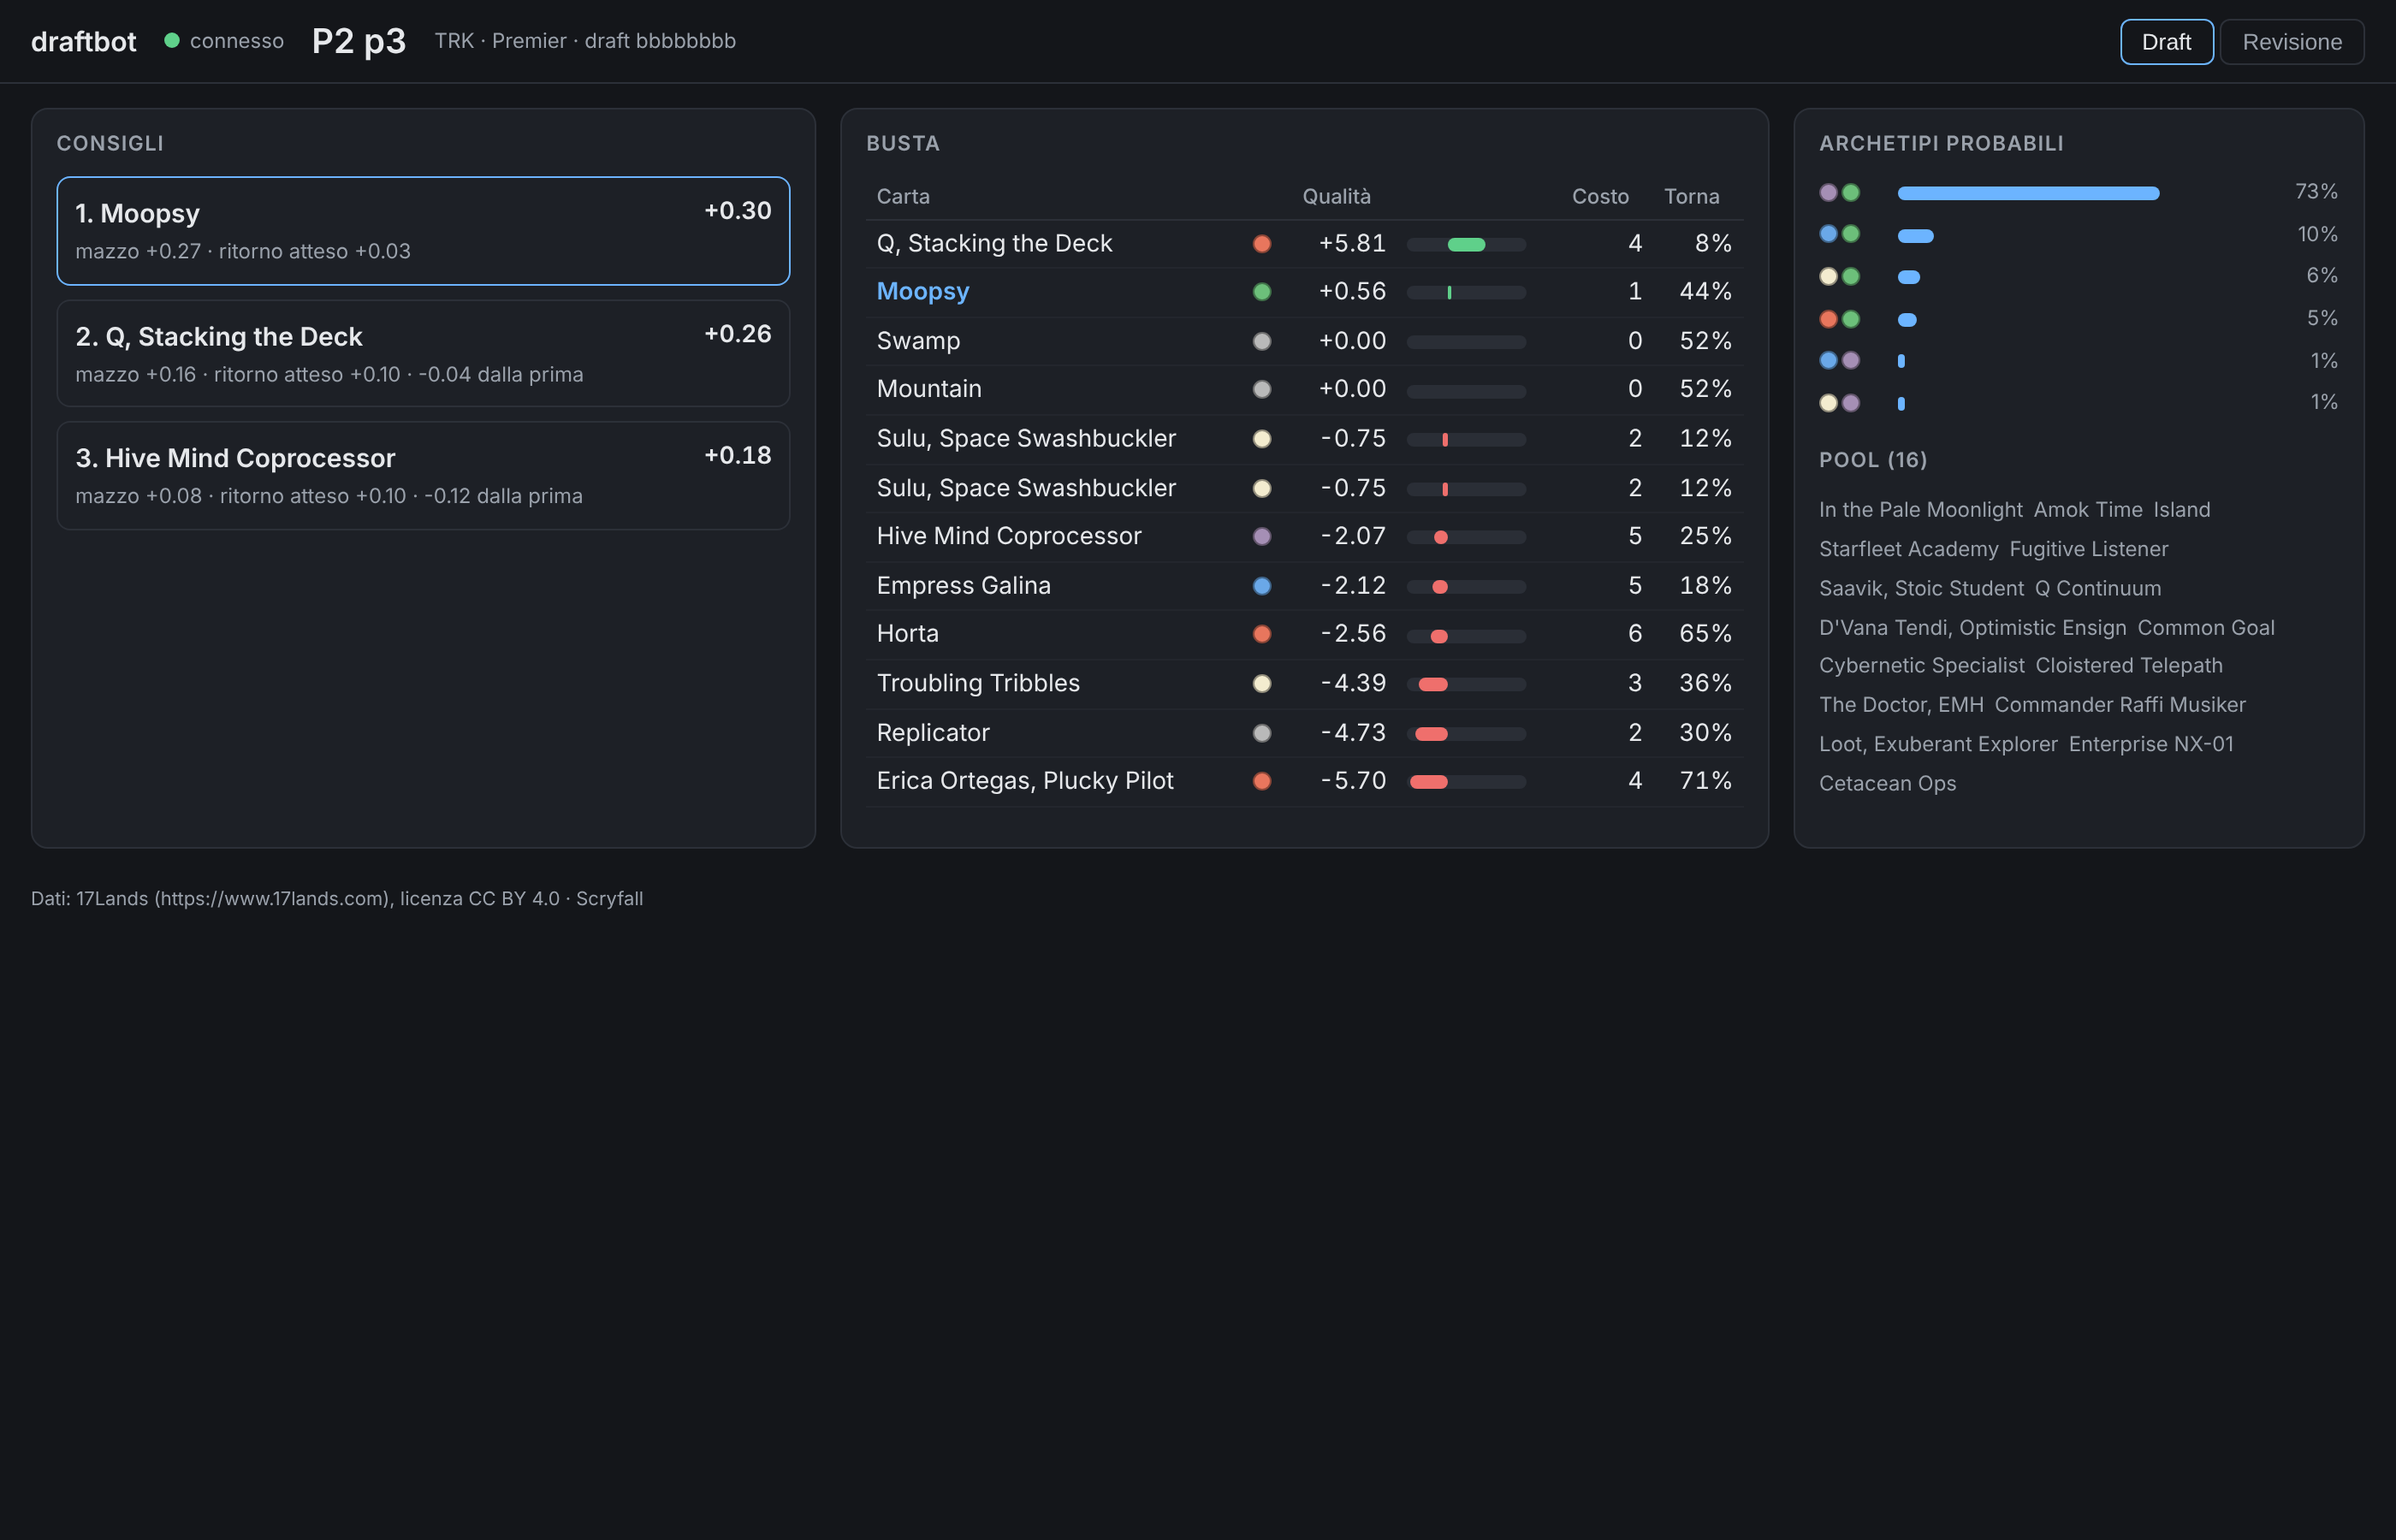 draftbot connesso P2 p3 TRK · Premier · draft bbbbbbbb Draft Revisione
CONSIGLI
1. Moopsy +0.30
mazzo +0.27 · ritorno atteso +0.03
2. Q, Stacking the Deck +0.26
mazzo +0.16 · ritorno atteso +0.10 · -0.04 dalla prima
3. Hive Mind Coprocessor +0.18
mazzo +0.08 · ritorno atteso +0.10 · -0.12 dalla prima
BUSTA
Carta Qualità Costo Torna
Q, Stacking the Deck +5.81 4 8%
Moopsy +0.56 1 44%
Swamp +0.00 0 52%
Mountain +0.00 0 52%
Sulu, Space Swashbuckler -0.75 2 12%
Sulu, Space Swashbuckler -0.75 2 12%
Hive Mind Coprocessor -2.07 5 25%
Empress Galina -2.12 5 18%
Horta -2.56 6 65%
Troubling Tribbles -4.39 3 36%
Replicator -4.73 2 30%
Erica Ortegas, Plucky Pilot -5.70 4 71%
ARCHETIPI PROBABILI
73%
10%
6%
5%
1%
1%
POOL (16)
In the Pale Moonlight Amok Time Island
Starfleet Academy Fugitive Listener
Saavik, Stoic Student Q Continuum
D'Vana Tendi, Optimistic Ensign Common Goal
Cybernetic Specialist Cloistered Telepath
The Doctor, EMH Commander Raffi Musiker
Loot, Exuberant Explorer Enterprise NX-01
Cetacean Ops
Dati: 17Lands (https://www.17lands.com), licenza CC BY 4.0 · Scryfall